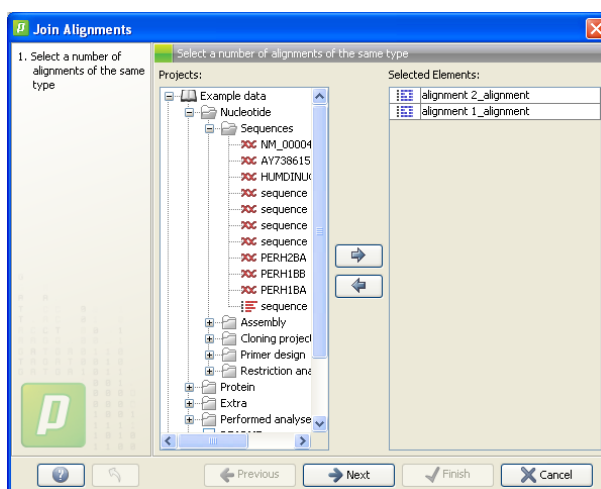 Join Alignments
1. Select a number of
alignments of the same
type
Select a number of alignments of the same type
Projects:
Example data
Nucleotide
Sequences
NM_00004
AY738615
HUMDINUC
sequence
sequence
sequence
sequence
PERH2BA
PERH1BB
PERH1BA
sequence
Assembly
Cloning project
Primer design
Restriction ana
Protein
Extra
Performed analyse
Selected Elements:
alignment 2_alignment
alignment 1_alignment
Previous
Next
Finish
Cancel